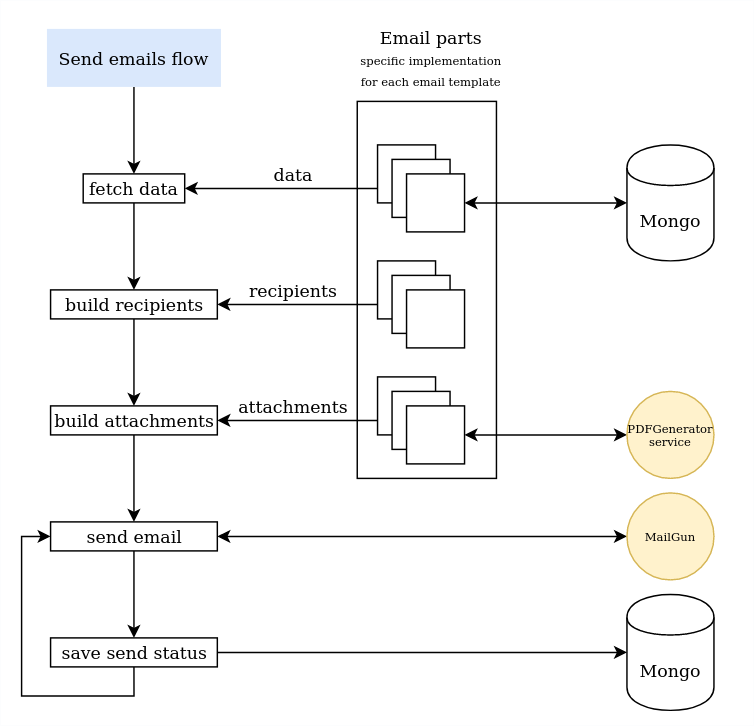 Send emails flow
Email parts
specific implementation
for each email template
fetch data
data
Mongo
build recipients
recipients
build attachments
attachments
PDFGenerator
service
send email
MailGun
save send status
Mongo